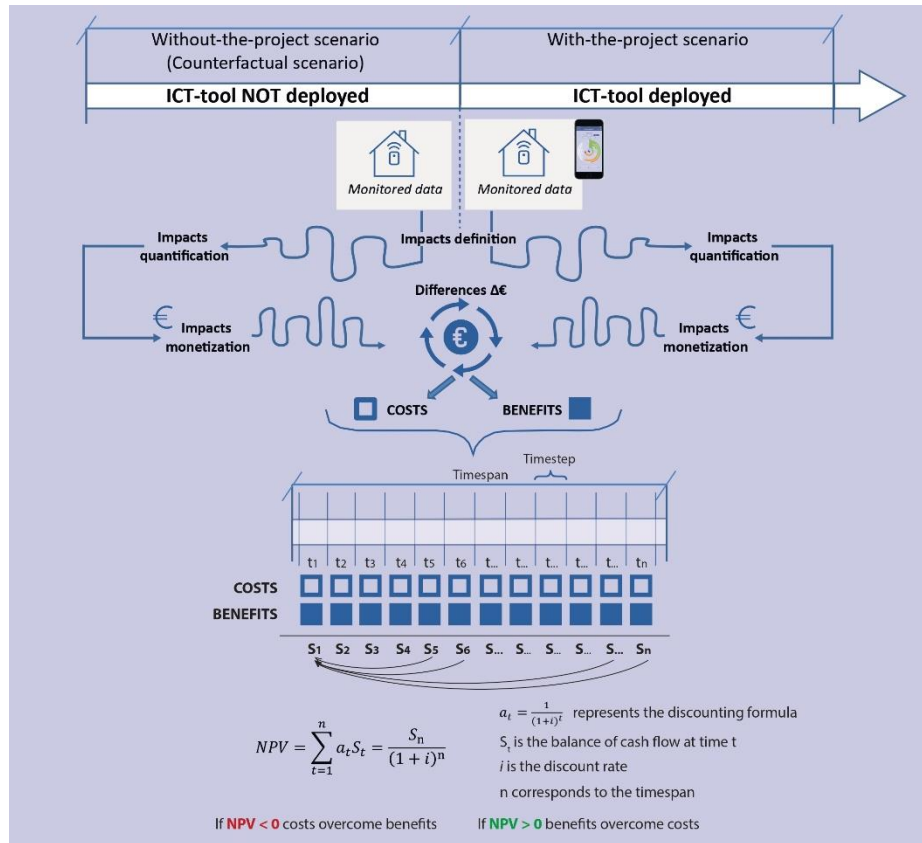 Without-the-project scenario
(Counterfactual scenario)
With-the-project scenario
ICT-tool NOT deployed
ICT-tool deployed
Monitored data
Monitored data
Impacts definition
Impacts
quantification
Impacts
quantification
Differences Δ€
€
Impacts
monetization
€
Impacts
monetization
€
COSTS
BENEFITS
Timestep
Timespan
t1 t2 t3 t4 t5 t6 t... t... t... t... t... tn
COSTS
BENEFITS
S1 S2 S3 S4 S5 S6 S... S... S... S... S... Sn
NPV = ∑_{t=1}^{n} a_t S_t = S_n / (1 + i)^n
a_t = 1 / (1+i)^t represents the discounting formula
S_t is the balance of cash flow at time t
i is the discount rate
n corresponds to the timespan
If NPV < 0 costs overcome benefits
If NPV > 0 benefits overcome costs